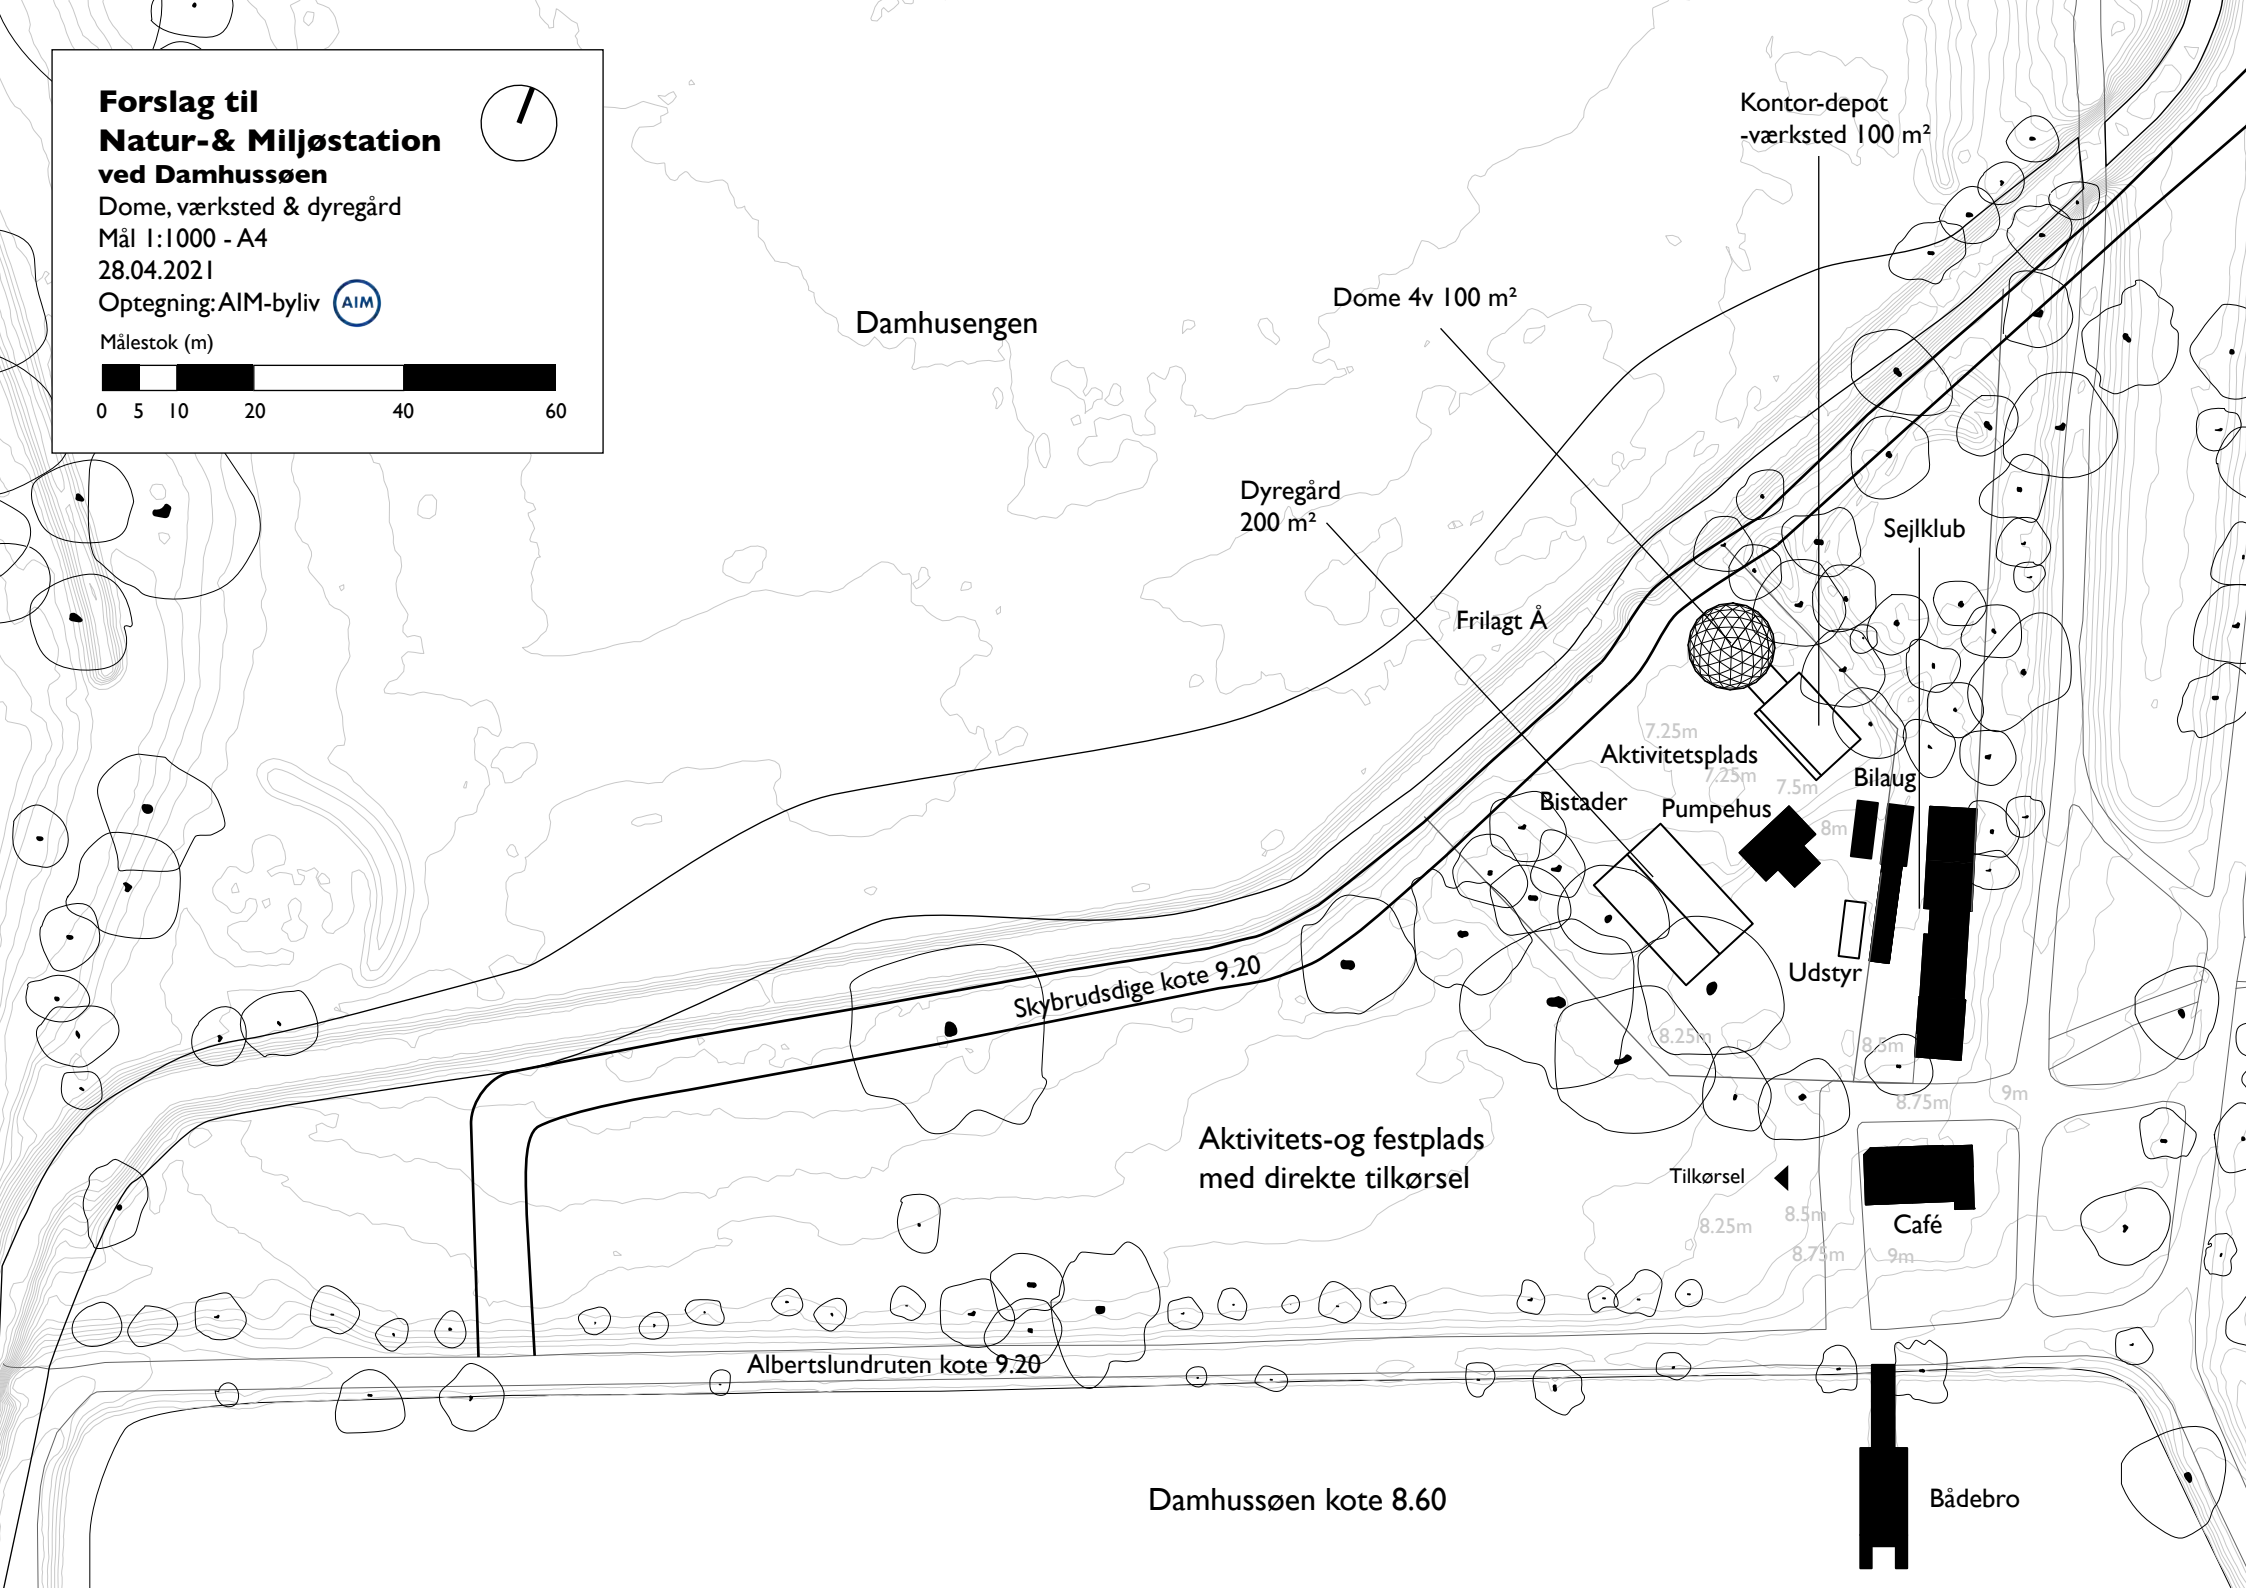 Forslag til
Natur-& Miljøstation
ved Damhussøen
Dome, værksted & dyregård
Mål 1:1000 - A4
28.04.2021
Optegning: AIM-byliv AIM
Målestok (m)
0 5 10 20 40 60
Kontor-depot
-værksted 100 m²
Dome 4v 100 m²
Damhusengen
Dyregård
200 m²
Sejlklub
Frilagt Å
7.25m
Aktivitetsplads
7.25m
7.5m
Bilaug
Bistader
Pumpehus
8m
Skybrudsdige kote 9.20
Udstyr
8.25m
8.5m
8.75m
9m
Aktivitets-og festplads
med direkte tilkørsel
Tilkørsel
8.25m
8.5m
Café
8.75m
9m
Albertslundruten kote 9.20
Damhussøen kote 8.60
Bådebro